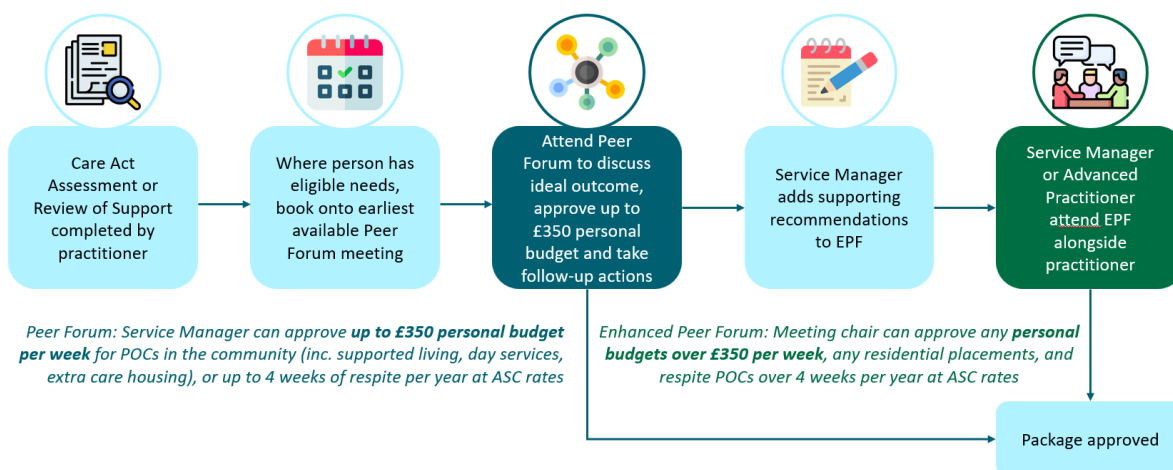 Care Act
Assessment or
Review of Support
completed by
practitioner
Where person has
eligible needs,
book onto earliest
available Peer
Forum meeting
Attend Peer
Forum to discuss
ideal outcome,
approve up to
£350 personal
budget and take
follow-up actions
Service Manager
adds supporting
recommendations
to EPF
Service Manager
or Advanced
Practitioner
attend EPF
alongside
practitioner
Peer Forum: Service Manager can approve up to £350 personal budget
per week for POCs in the community (inc. supported living, day services,
extra care housing), or up to 4 weeks of respite per year at ASC rates
Enhanced Peer Forum: Meeting chair can approve any personal
budgets over £350 per week, any residential placements, and
respite POCs over 4 weeks per year at ASC rates
Package approved